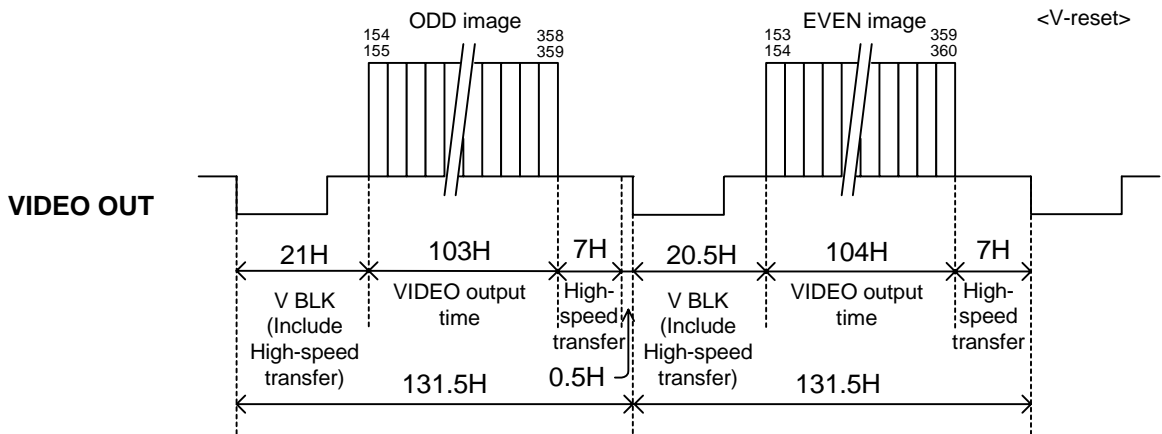 ODD image
EVEN image
<V-reset>
154
155
358
359
153
154
359
360
VIDEO OUT
21H
103H
7H
20.5H
104H
7H
V BLK
(Include
High-speed
transfer)
VIDEO output
time
High-
speed
transfer
V BLK
(Include
High-speed
transfer)
VIDEO output
time
High-
speed
transfer
131.5H
0.5H
131.5H